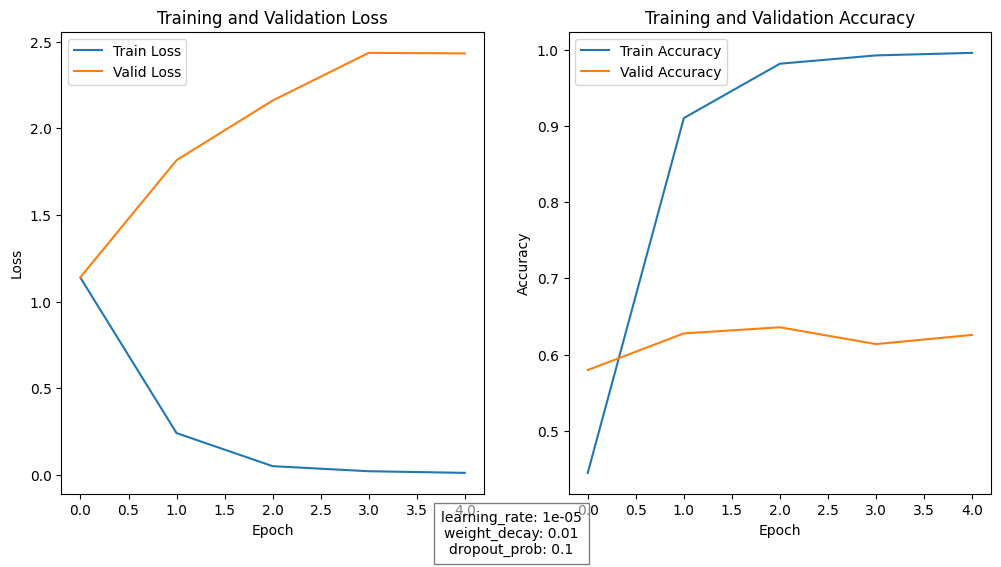 Training and Validation Loss
Train Loss
Valid Loss
2.5
2.0
1.5
1.0
0.5
0.0
Loss
0.0 0.5 1.0 1.5 2.0 2.5 3.0 3.5 4.0
Epoch
Training and Validation Accuracy
Train Accuracy
Valid Accuracy
1.0
0.9
0.8
0.7
0.6
0.5
Accuracy
0.0 0.5 1.0 1.5 2.0 2.5 3.0 3.5 4.0
Epoch
learning_rate: 1e-05
weight_decay: 0.01
dropout_prob: 0.1